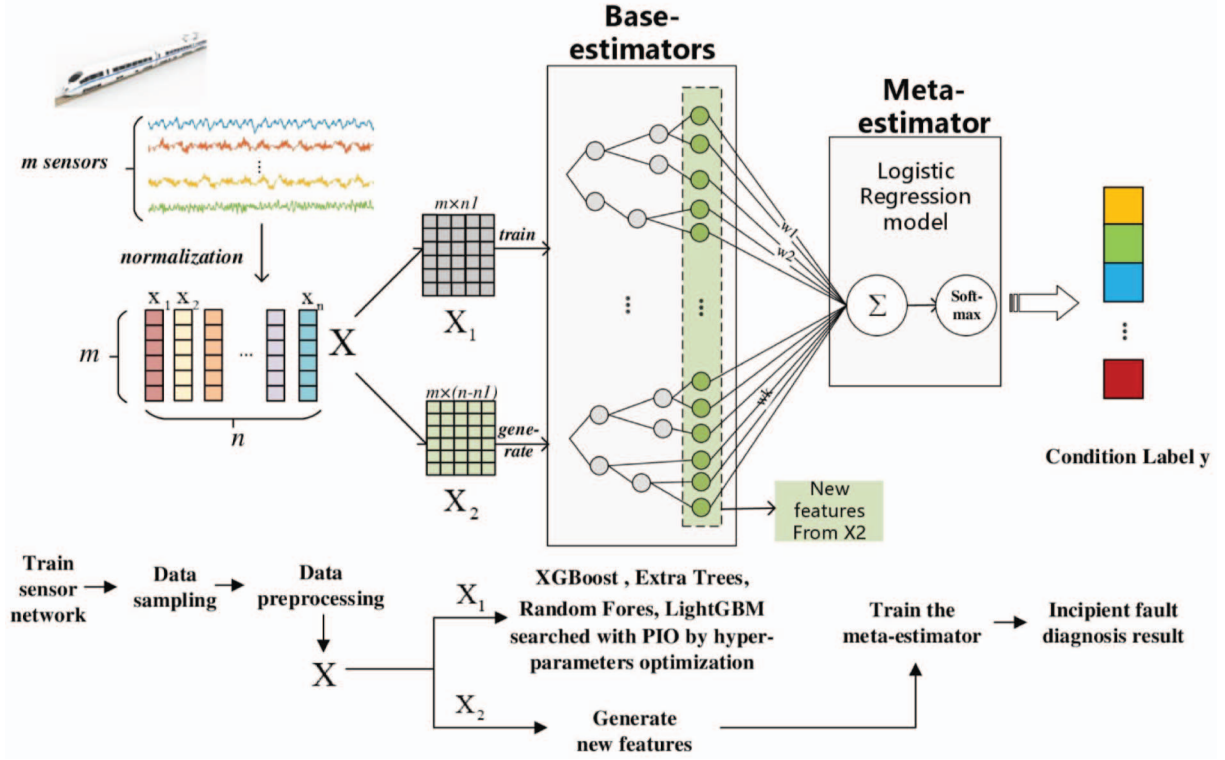 Base-
estimators
Meta-
estimator
m sensors
Logistic
Regression
model
m×n1
train
w1
w2
normalization
X1 X2 Xn
X
X1
Σ
Soft-
max
m
...
n
m×(n-n1)
gene-
rate
X2
wk
Condition Label y
New
features
From X2
Train
sensor
network
Data
sampling
Data
preprocessing
X
X1
X2
XGBoost , Extra Trees,
Random Fores, LightGBM
searched with PIO by hyper-
parameters optimization
Generate
new features
Train the
meta-estimator
Incipient fault
diagnosis result